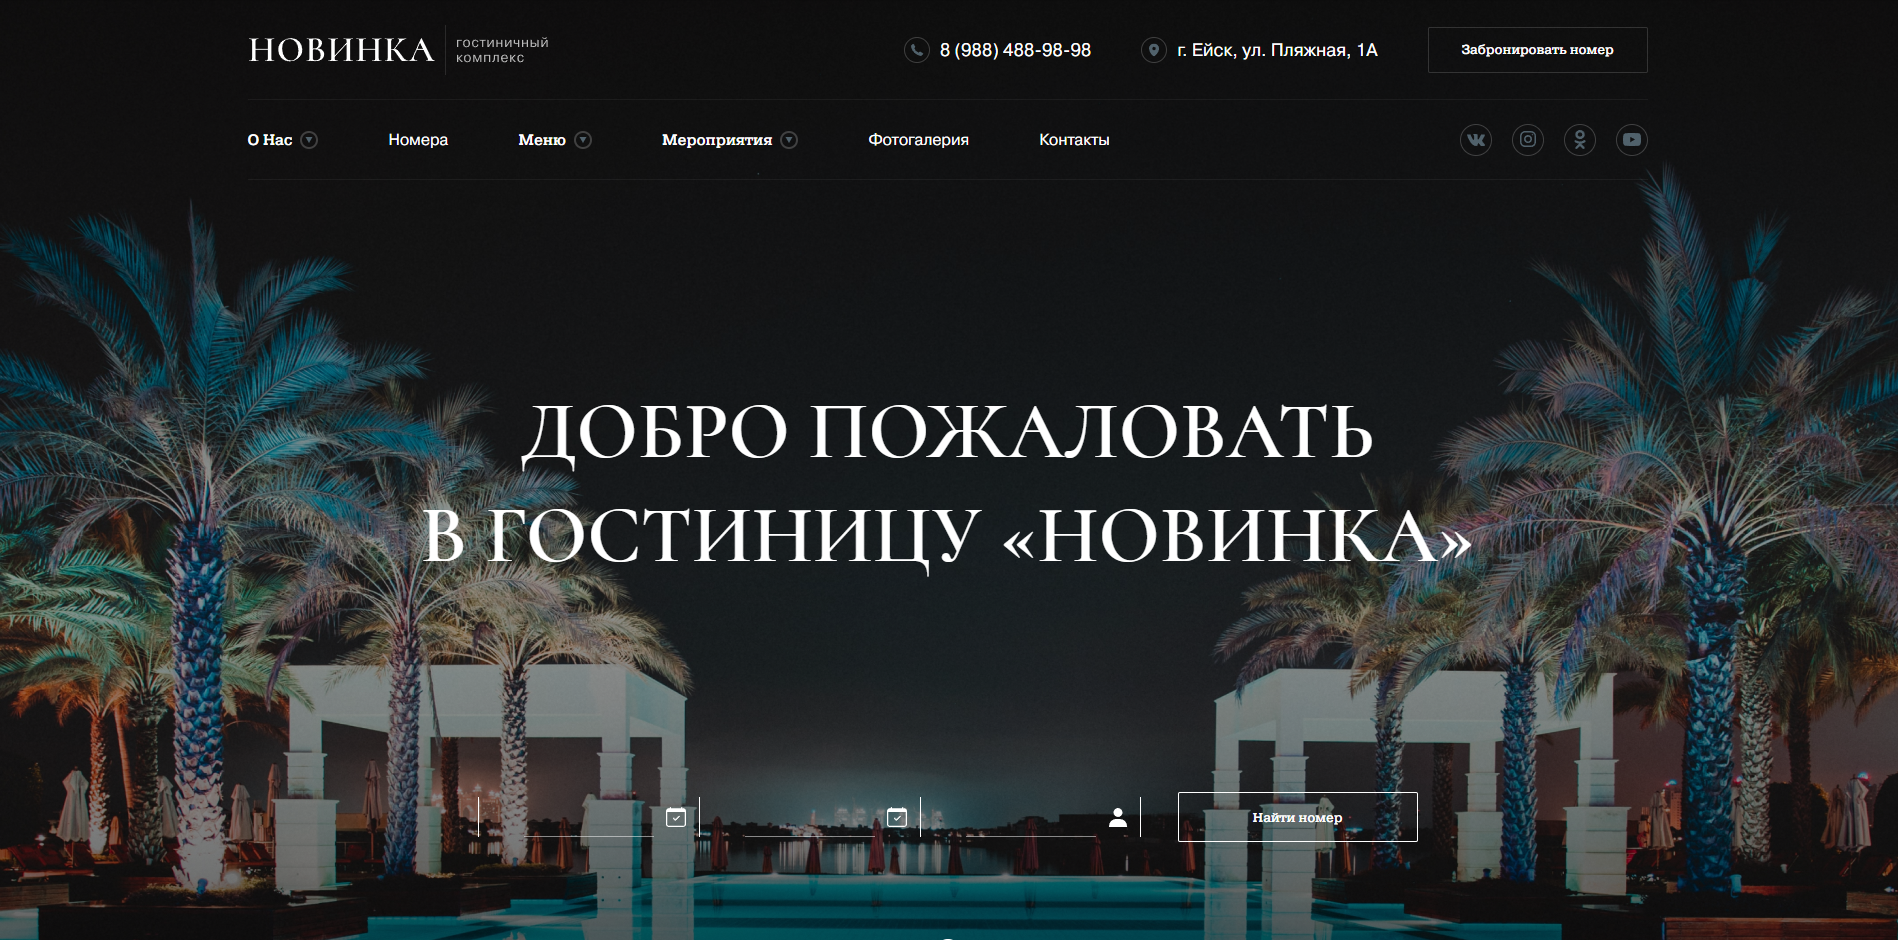 НОВИНКА
гостиничный
комплекс
8 (988) 488-98-98
г. Ейск, ул. Пляжная, 1А
Забронировать номер
О Нас
Номера
Меню
Мероприятия
Фотогалерия
Контакты
ДОБРО ПОЖАЛОВАТЬ
В ГОСТИНИЦУ «НОВИНКА»
Найти номер